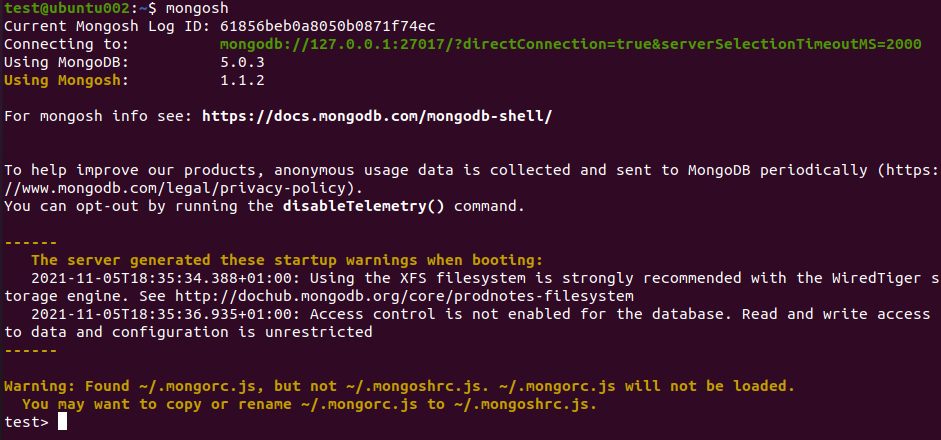 test@ubuntu002:~$ mongosh
Current Mongosh Log ID: 61856beb0a8050b0871f74ec
Connecting to:          mongodb://127.0.0.1:27017/?directConnection=true&serverSelectionTimeoutMS=2000
Using MongoDB:          5.0.3
Using Mongosh:          1.1.2
For mongosh info see: https://docs.mongodb.com/mongodb-shell/
To help improve our products, anonymous usage data is collected and sent to MongoDB periodically (https:
//www.mongodb.com/legal/privacy-policy).
You can opt-out by running the disableTelemetry() command.
------
   The server generated these startup warnings when booting:
   2021-11-05T18:35:34.388+01:00: Using the XFS filesystem is strongly recommended with the WiredTiger s
torage engine. See http://dochub.mongodb.org/core/prodnotes-filesystem
   2021-11-05T18:35:36.935+01:00: Access control is not enabled for the database. Read and write access
to data and configuration is unrestricted
------
Warning: Found ~/.mongorc.js, but not ~/.mongoshrc.js. ~/.mongorc.js will not be loaded.
  You may want to copy or rename ~/.mongorc.js to ~/.mongoshrc.js.
test>